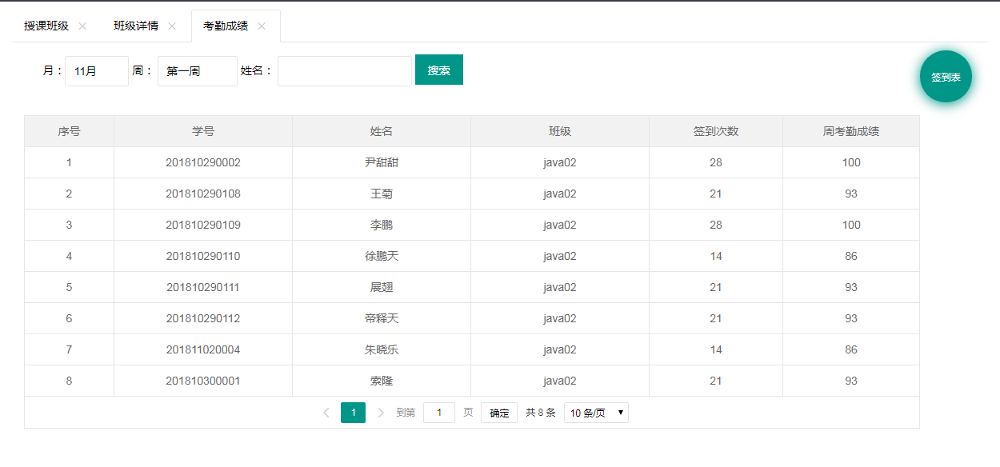 授课班级 班级详情 考勤成绩
月： 11月 周： 第一周 姓名： 搜索
签到表
序号 学号 姓名 班级 签到次数 周考勤成绩
1 201810290002 尹甜甜 java02 28 100
2 201810290108 王菊 java02 21 93
3 201810290109 李鹏 java02 28 100
4 201810290110 徐鹏天 java02 14 86
5 201810290111 展翅 java02 21 93
6 201810290112 帝释天 java02 21 93
7 201811020004 朱晓乐 java02 14 86
8 201810300001 索隆 java02 21 93
1 到第 1 页 确定 共 8 条 10 条/页